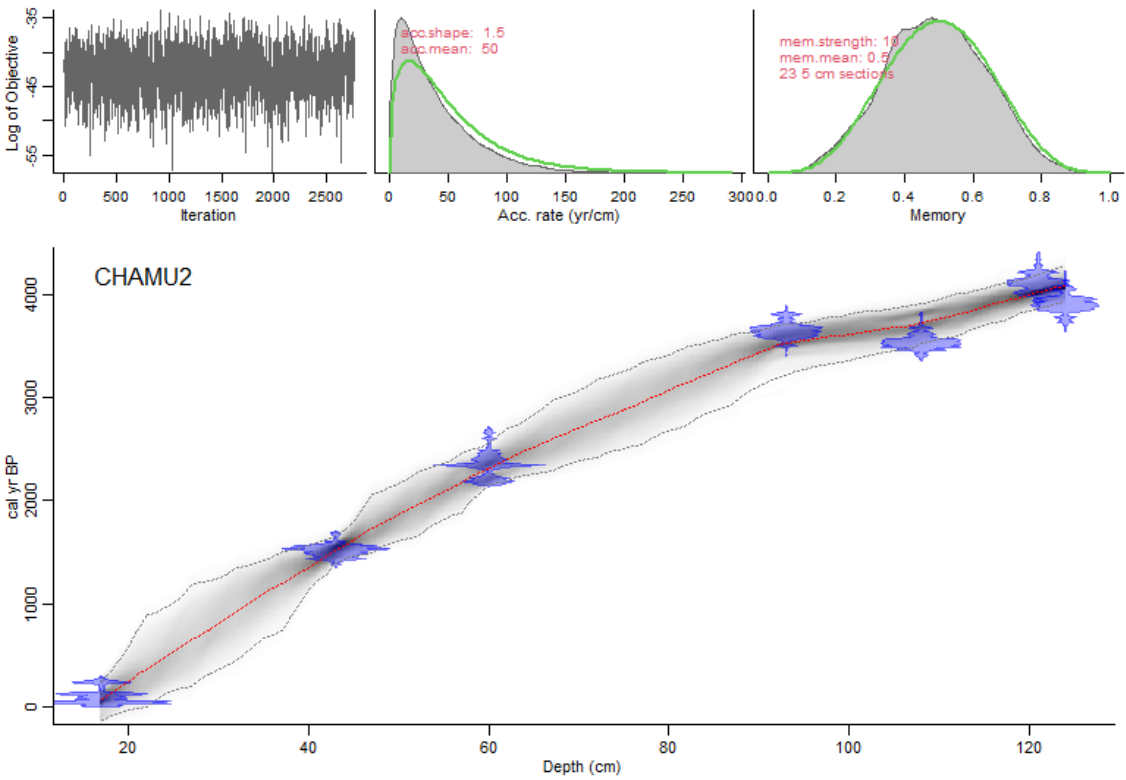 -35
-45
-55
Log of Objective
0 500 1000 1500 2000 2500
Iteration
acc.shape: 1.5
acc.mean: 50
0 50 100 150 200 250 300
Acc. rate (yr/cm)
mem.strength: 10
mem.mean: 0.5
23 5 cm sections
0.0 0.2 0.4 0.6 0.8 1.0
Memory
CHAMU2
4000
3000
2000
1000
0
cal yr BP
20 40 60 80 100 120
Depth (cm)